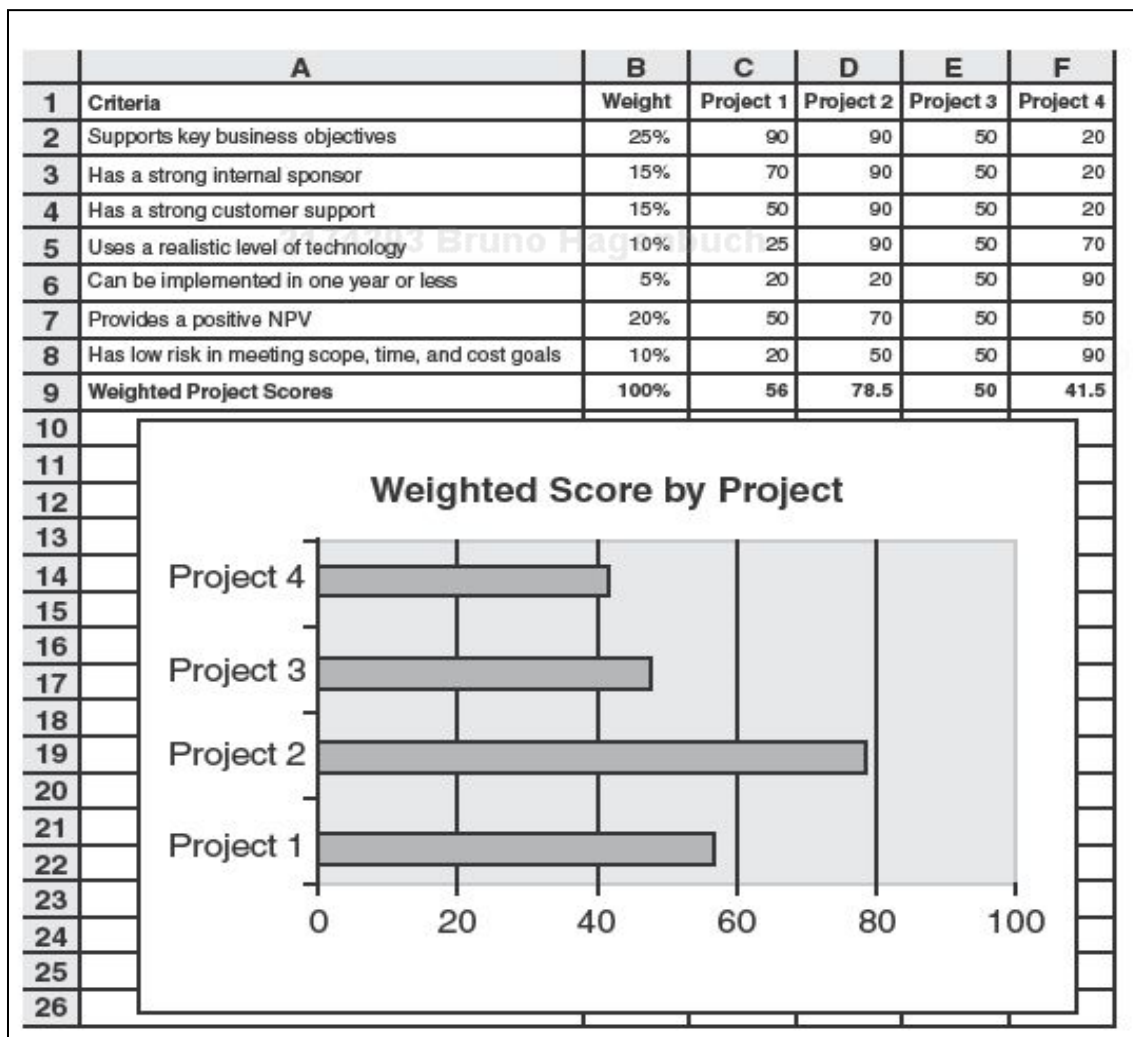 A B C D E F
1 Criteria Weight Project 1 Project 2 Project 3 Project 4
2 Supports key business objectives 25% 90 90 50 20
3 Has a strong internal sponsor 15% 70 90 50 20
4 Has a strong customer support 15% 50 90 50 20
5 Uses a realistic level of technology 10% 25 90 50 70
6 Can be implemented in one year or less 5% 20 20 50 90
7 Provides a positive NPV 20% 50 70 50 50
8 Has low risk in meeting scope, time, and cost goals 10% 20 50 50 90
9 Weighted Project Scores 100% 56 78.5 50 41.5
10
11
12 Weighted Score by Project
13
14 Project 4
15
16
17 Project 3
18
19 Project 2
20
21
22 Project 1
23
24 0 20 40 60 80 100
25
26
Bruno Hagenbuch